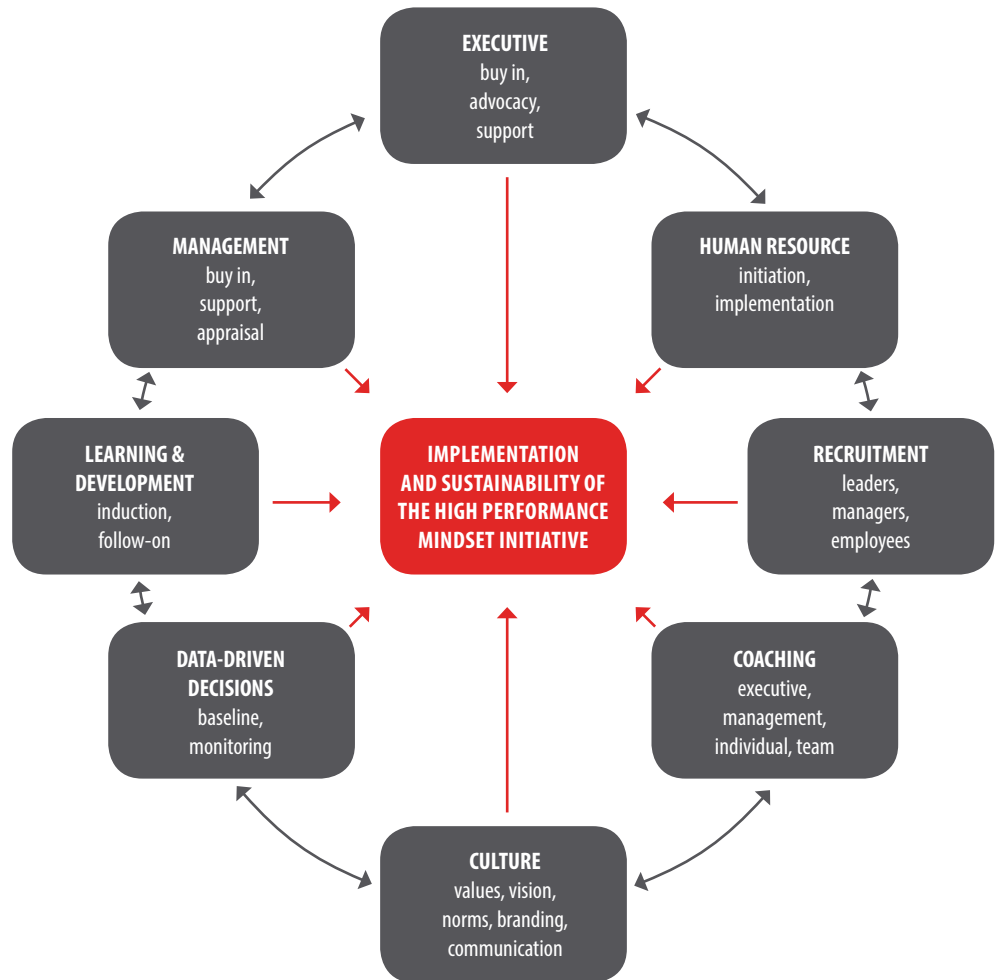 EXECUTIVE
buy in,
advocacy,
support
MANAGEMENT
buy in,
support,
appraisal
HUMAN RESOURCE
initiation,
implementation
LEARNING &
DEVELOPMENT
induction,
follow-on
IMPLEMENTATION
AND SUSTAINABILITY OF
THE HIGH PERFORMANCE
MINDSET INITIATIVE
RECRUITMENT
leaders,
managers,
employees
DATA-DRIVEN
DECISIONS
baseline,
monitoring
COACHING
executive,
management,
individual, team
CULTURE
values, vision,
norms, branding,
communication